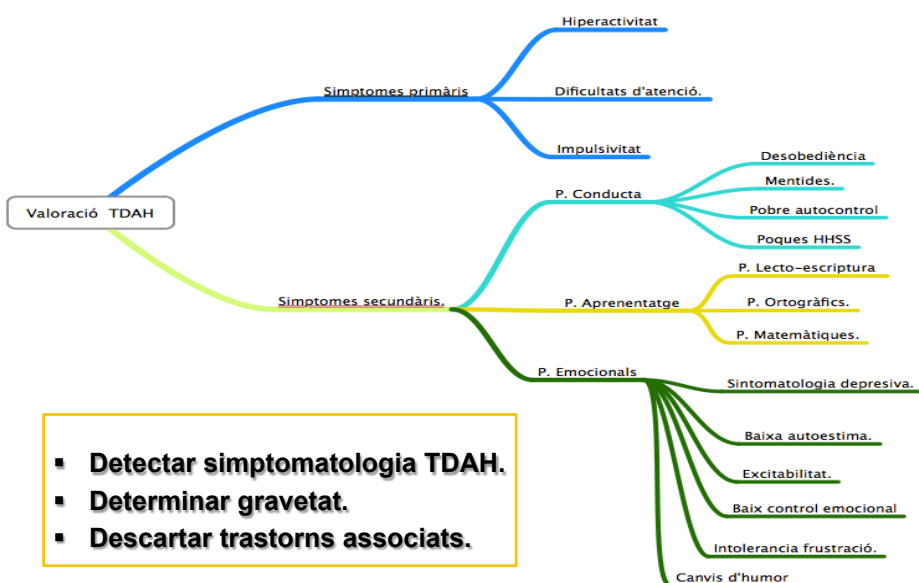 Hiperactivitat
Simptomes primàris
Dificultats d'atenció.
Impulsivitat
Valoració TDAH
Simptomes secundàris.
P. Conducta
Desobediència
Mentides.
Pobre autocontrol
Poques HHSS
P. Aprenentatge
P. Lecto-escriptura
P. Ortogràfics.
P. Matemàtiques.
P. Emocionals
Sintomatologia depresiva.
Baixa autoestima.
Excitabilitat.
Baix control emocional
Intolerancia frustració.
Canvis d'humor
▪ Detectar simptomatologia TDAH.
▪ Determinar gravetat.
▪ Descartar trastorns associats.